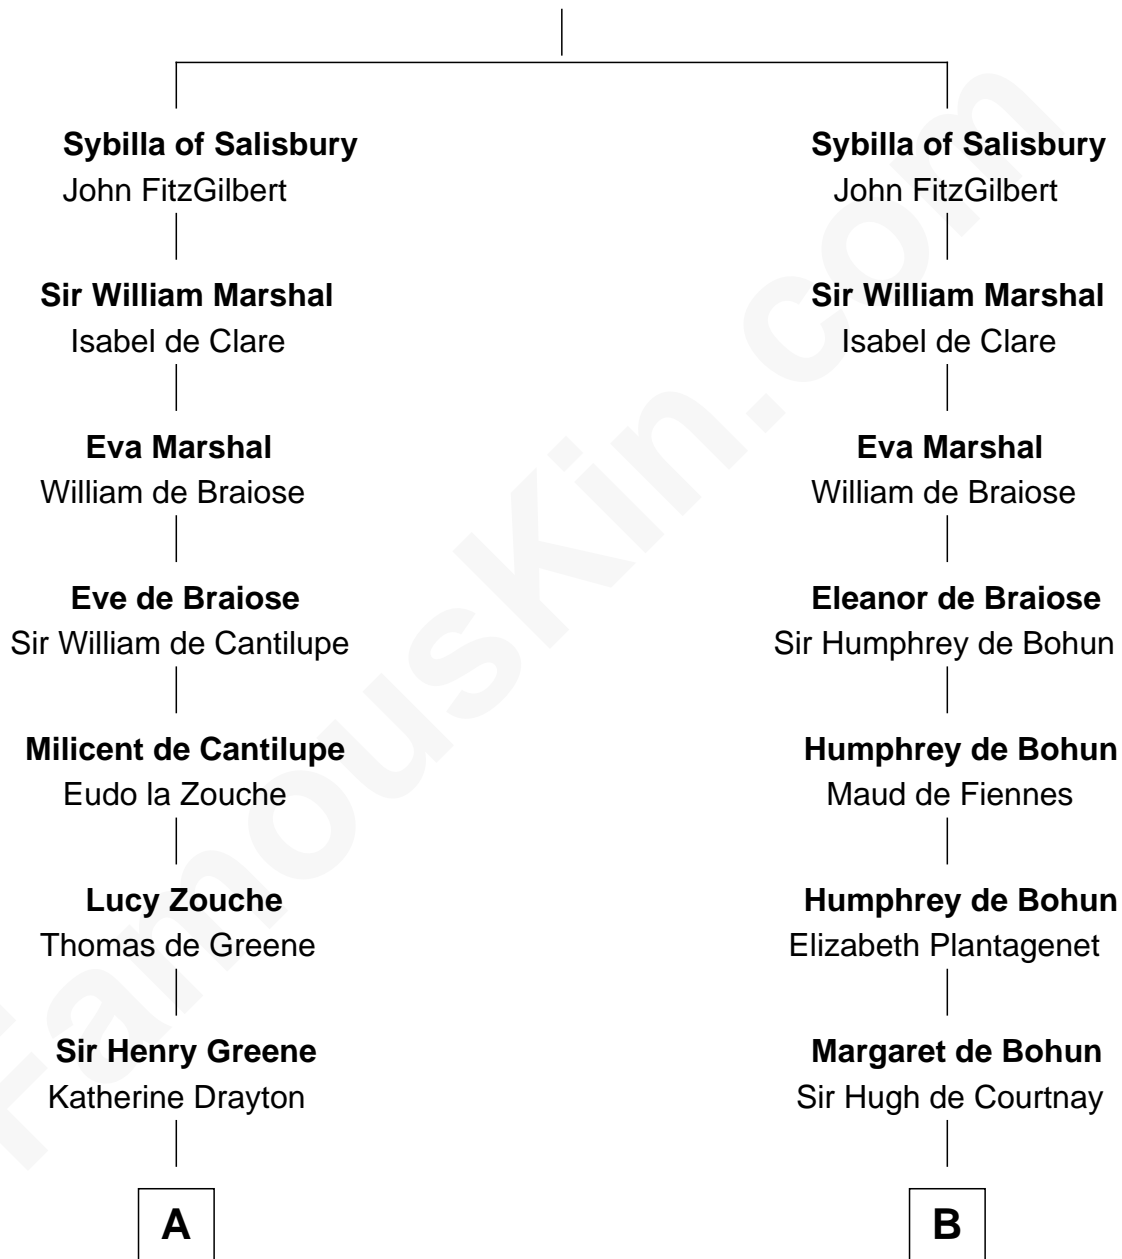 Sybilla of Salisbury
John FitzGilbert
Sir William Marshal
Isabel de Clare
Eva Marshal
William de Braiose
Eve de Braiose
Sir William de Cantilupe
Milicent de Cantilupe
Eudo la Zouche
Lucy Zouche
Thomas de Greene
Sir Henry Greene
Katherine Drayton
A
Sybilla of Salisbury
John FitzGilbert
Sir William Marshal
Isabel de Clare
Eva Marshal
William de Braiose
Eleanor de Braiose
Sir Humphrey de Bohun
Humphrey de Bohun
Maud de Fiennes
Humphrey de Bohun
Elizabeth Plantagenet
Margaret de Bohun
Sir Hugh de Courtnay
B
FamousKin.com